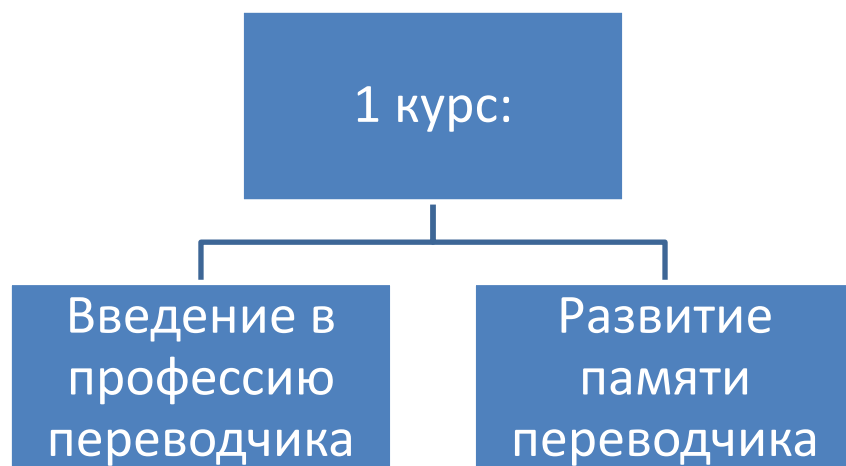 1 курс:
Введение в
профессию
переводчика
Развитие
памяти
переводчика